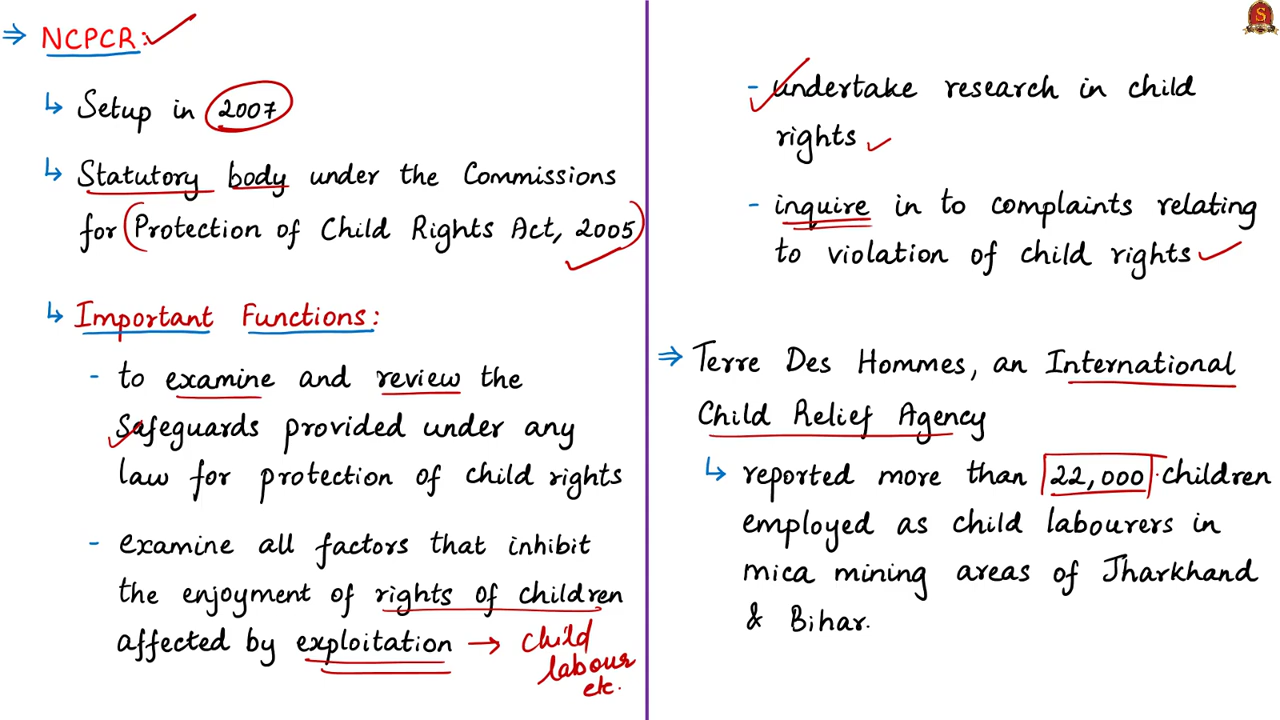 ⇒ NCPCR:
↳ Setup in 2007
↳ Statutory body under the Commissions
for (Protection of Child Rights Act, 2005)
↳ Important Functions:
- to examine and review the
Safeguards provided under any
law for protection of child rights
- examine all factors that inhibit
the enjoyment of rights of children
affected by exploitation → child
labour
etc.
- undertake research in child
rights
- inquire in to complaints relating
to violation of child rights
⇒ Terre Des Hommes, an International
Child Relief Agency
↳ reported more than 22,000 children
employed as child labourers in
mica mining areas of Jharkhand
& Bihar.
S